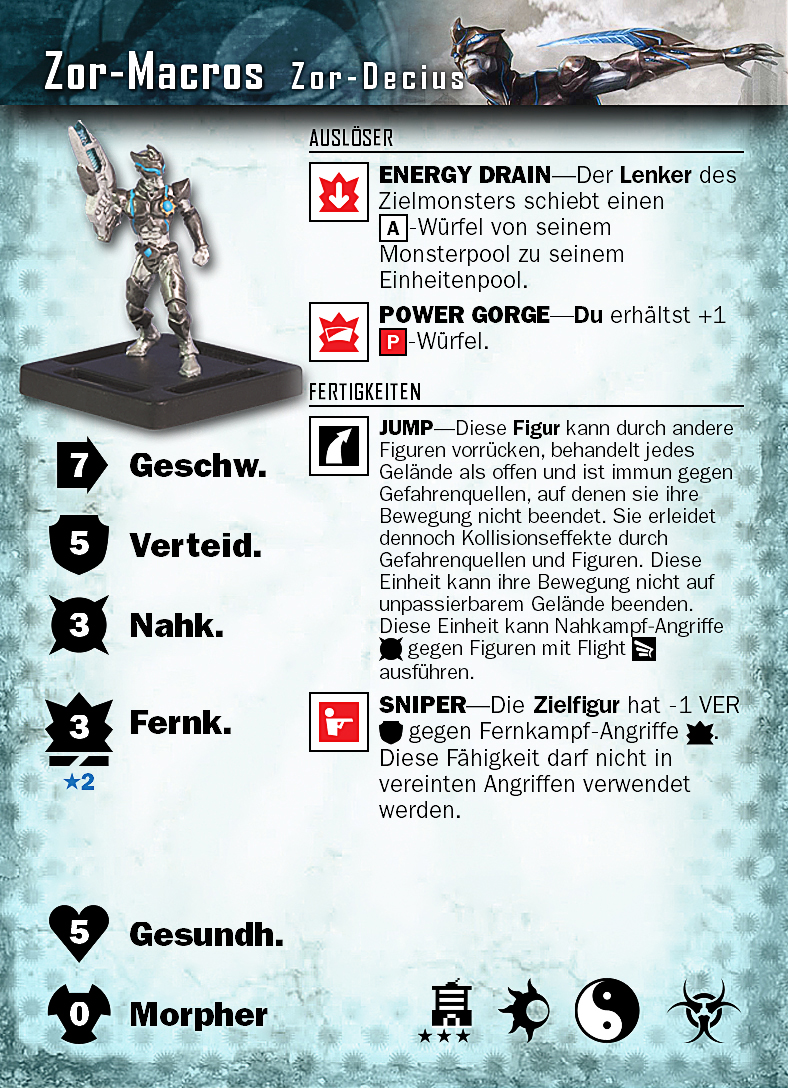 Zor-Macros Zor-Decius
AUSLÖSER
ENERGY DRAIN—Der Lenker des
Zielmonsters schiebt einen
A-Würfel von seinem
Monsterpool zu seinem
Einheitenpool.
POWER GORGE—Du erhältst +1
P-Würfel.
FERTIGKEITEN
JUMP—Diese Figur kann durch andere
Figuren vorrücken, behandelt jedes
Gelände als offen und ist immun gegen
Gefahrenquellen, auf denen sie ihre
Bewegung nicht beendet. Sie erleidet
dennoch Kollisionseffekte durch
Gefahrenquellen und Figuren. Diese
Einheit kann ihre Bewegung nicht auf
unpassierbarem Gelände beenden.
Diese Einheit kann Nahkampf-Angriffe
gegen Figuren mit Flight
ausführen.
SNIPER—Die Zielfigur hat -1 VER
gegen Fernkampf-Angriffe .
Diese Fähigkeit darf nicht in
vereinten Angriffen verwendet
werden.
7 Geschw.
5 Verteid.
3 Nahk.
3 Fernk.
★2
5 Gesundh.
0 Morpher
★★★